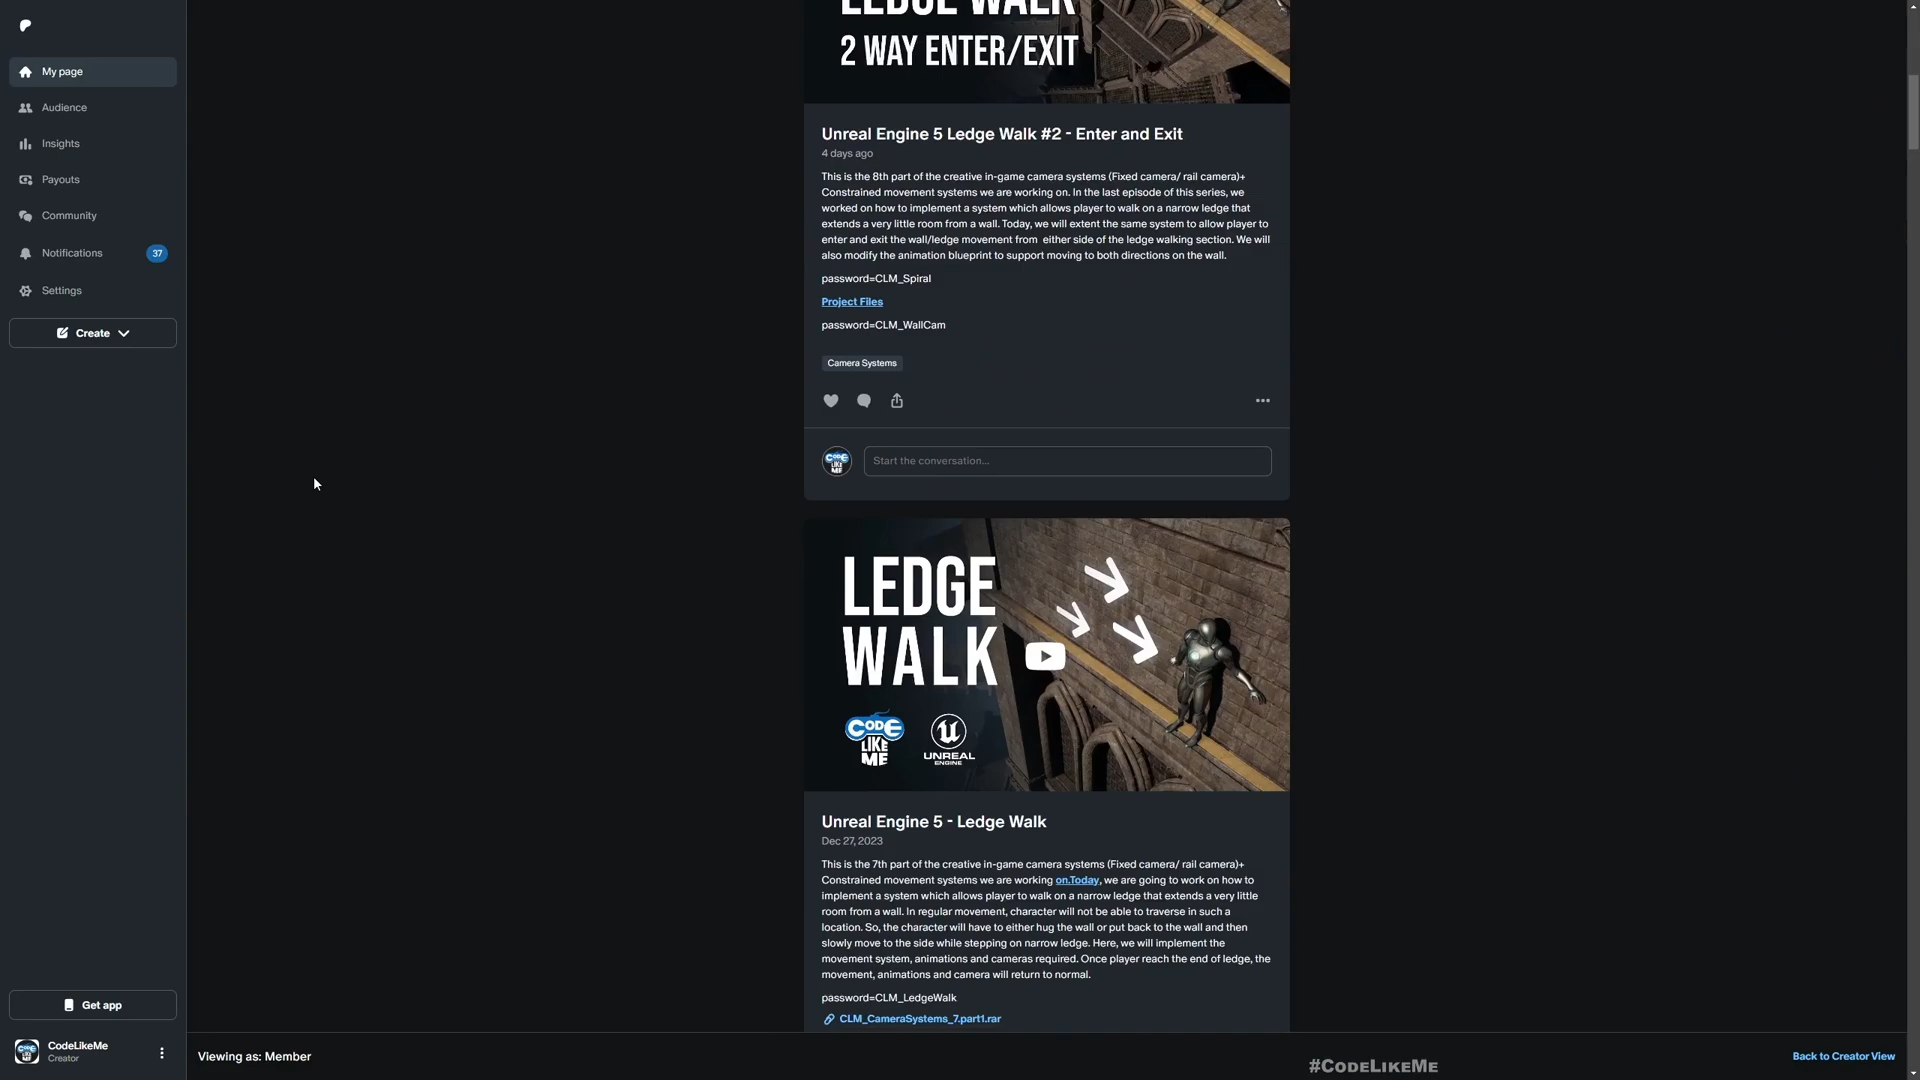 My page
Audience
Insights
Payouts
Community
Notifications 37
Settings
Create
LEDGE WALK
2 WAY ENTER/EXIT
Unreal Engine 5 Ledge Walk #2 - Enter and Exit
4 days ago
This is the 8th part of the creative in-game camera systems (Fixed camera/ rail camera)+
Constrained movement systems we are working on. In the last episode of this series, we
worked on how to implement a system which allows player to walk on a narrow ledge that
extends a very little room from a wall. Today, we will extent the same system to allow player to
enter and exit the wall/ledge movement from  either side of the ledge walking section. We will
also modify the animation blueprint to support moving to both directions on the wall.
password=CLM_Spiral
Project Files
password=CLM_WallCam
Camera Systems
CODE
LIKE
ME
Start the conversation...
LEDGE
WALK
CODE
LIKE
ME
UNREAL
ENGINE
Unreal Engine 5 - Ledge Walk
Dec 27, 2023
This is the 7th part of the creative in-game camera systems (Fixed camera/ rail camera)+
Constrained movement systems we are working on.Today, we are going to work on how to
implement a system which allows player to walk on a narrow ledge that extends a very little
room from a wall. In regular movement, character will not be able to traverse in such a
location. So, the character will have to either hug the wall or put back to the wall and then
slowly move to the side while stepping on narrow ledge. Here, we will implement the
movement system, animations and cameras required. Once player reach the end of ledge, the
movement, animations and camera will return to normal.
password=CLM_LedgeWalk
CLM_CameraSystems_7.part1.rar
Get app
CodeLikeMe
Creator
Viewing as: Member
#CodeLikeMe
Back to Creator View